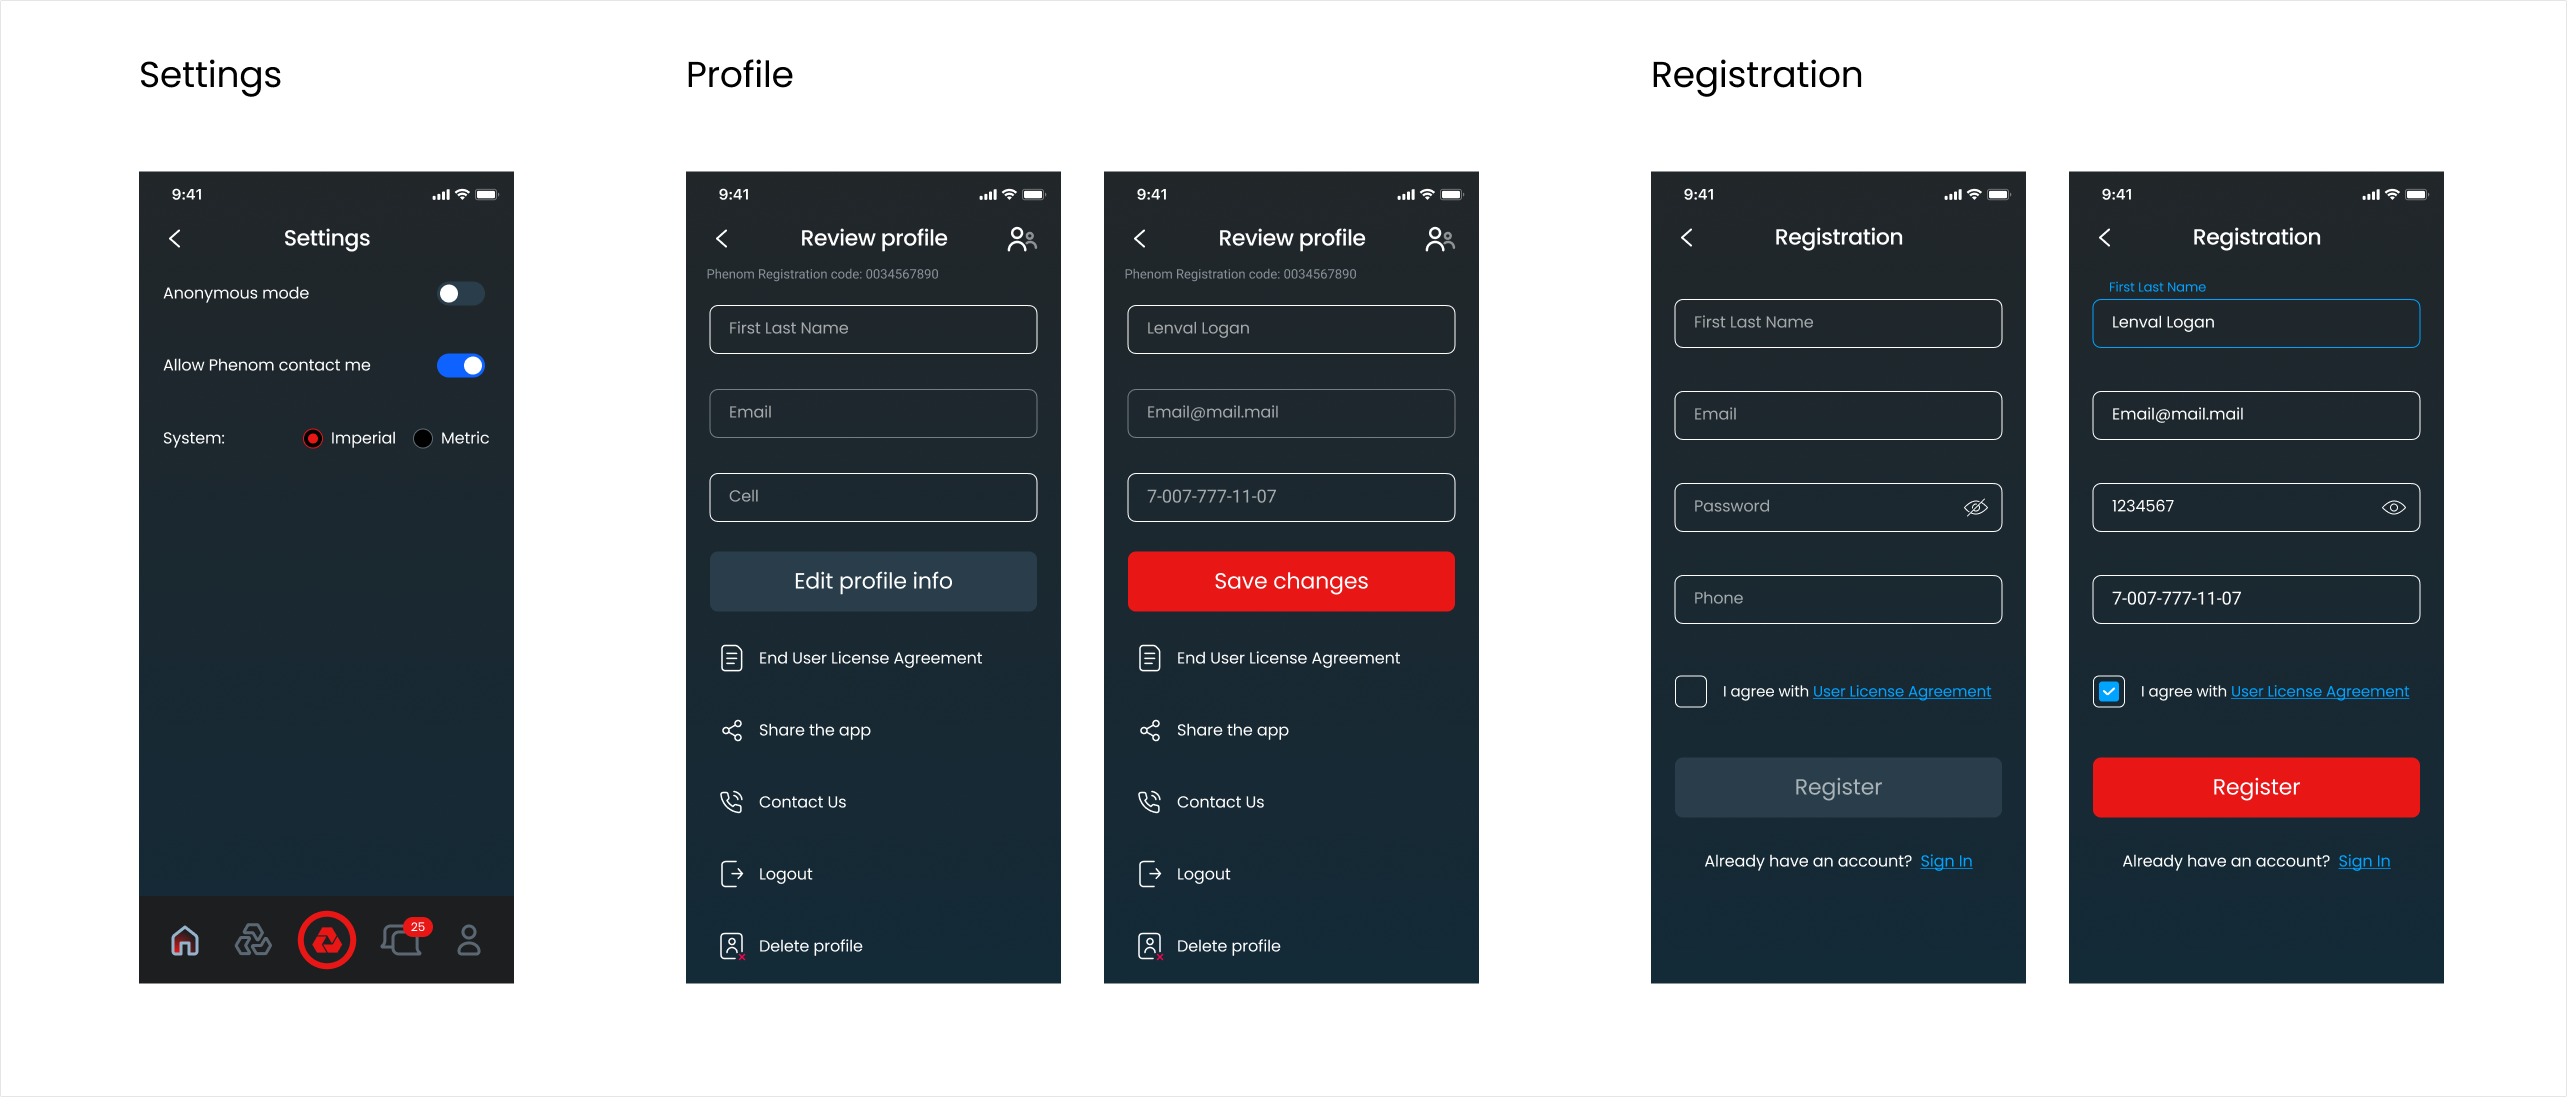 Settings
Profile
Registration
9:41
Settings
Anonymous mode
Allow Phenom contact me
System:
Imperial
Metric
25
9:41
Review profile
Phenom Registration code: 0034567890
First Last Name
Email
Cell
Edit profile info
End User License Agreement
Share the app
Contact Us
Logout
Delete profile
9:41
Review profile
Phenom Registration code: 0034567890
Lenval Logan
Email@mail.mail
7-007-777-11-07
Save changes
End User License Agreement
Share the app
Contact Us
Logout
Delete profile
9:41
Registration
First Last Name
Email
Password
Phone
I agree with User License Agreement
Register
Already have an account? Sign In
9:41
Registration
First Last Name
Lenval Logan
Email@mail.mail
1234567
7-007-777-11-07
I agree with User License Agreement
Register
Already have an account? Sign In